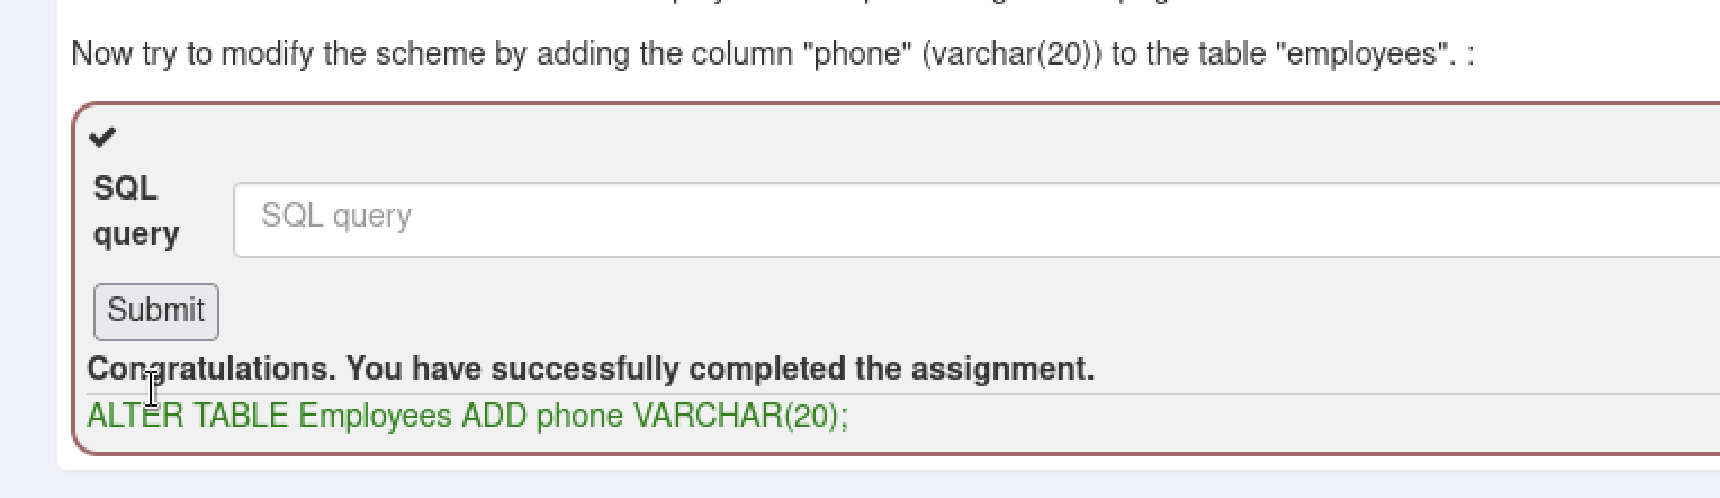 Now try to modify the scheme by adding the column "phone" (varchar(20)) to the table "employees". :
SQL
query
SQL query
Submit
Congratulations. You have successfully completed the assignment.
ALTER TABLE Employees ADD phone VARCHAR(20);